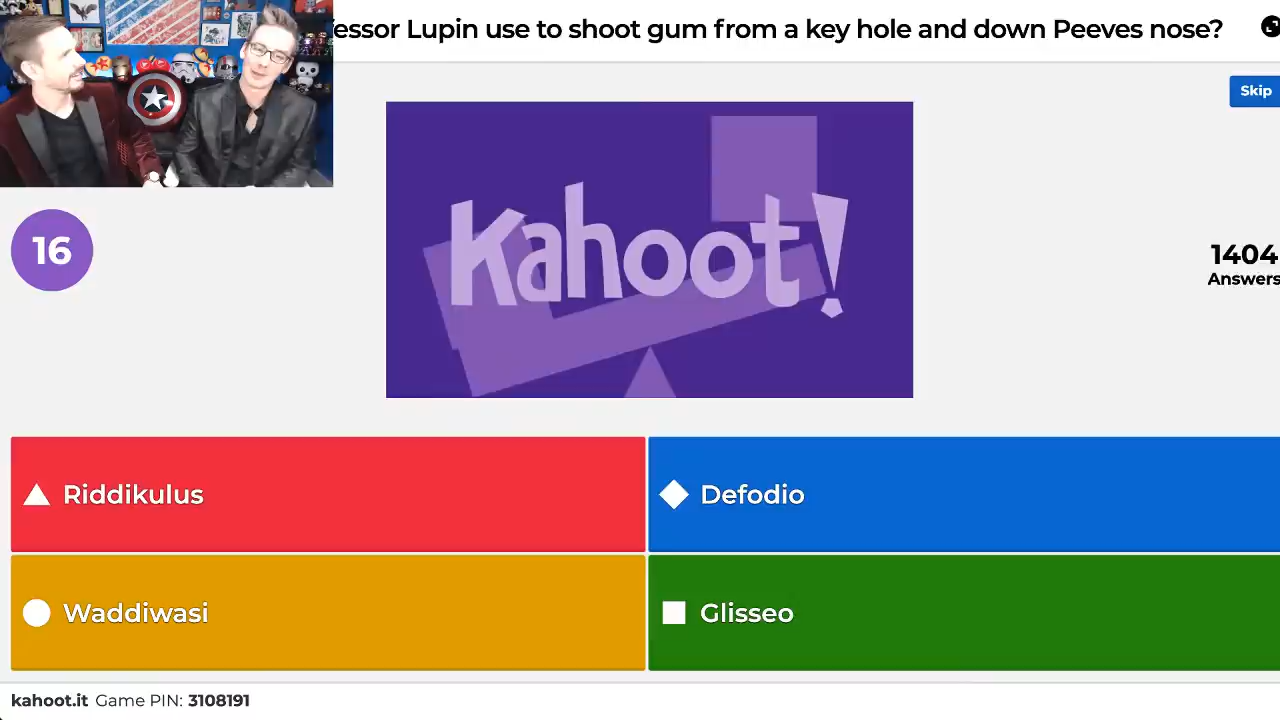 essor Lupin use to shoot gum from a key hole and down Peeves nose?
Skip
Kahoot!
16
1404
Answers
Riddikulus
Defodio
Waddiwasi
Glisseo
kahoot.it Game PIN: 3108191